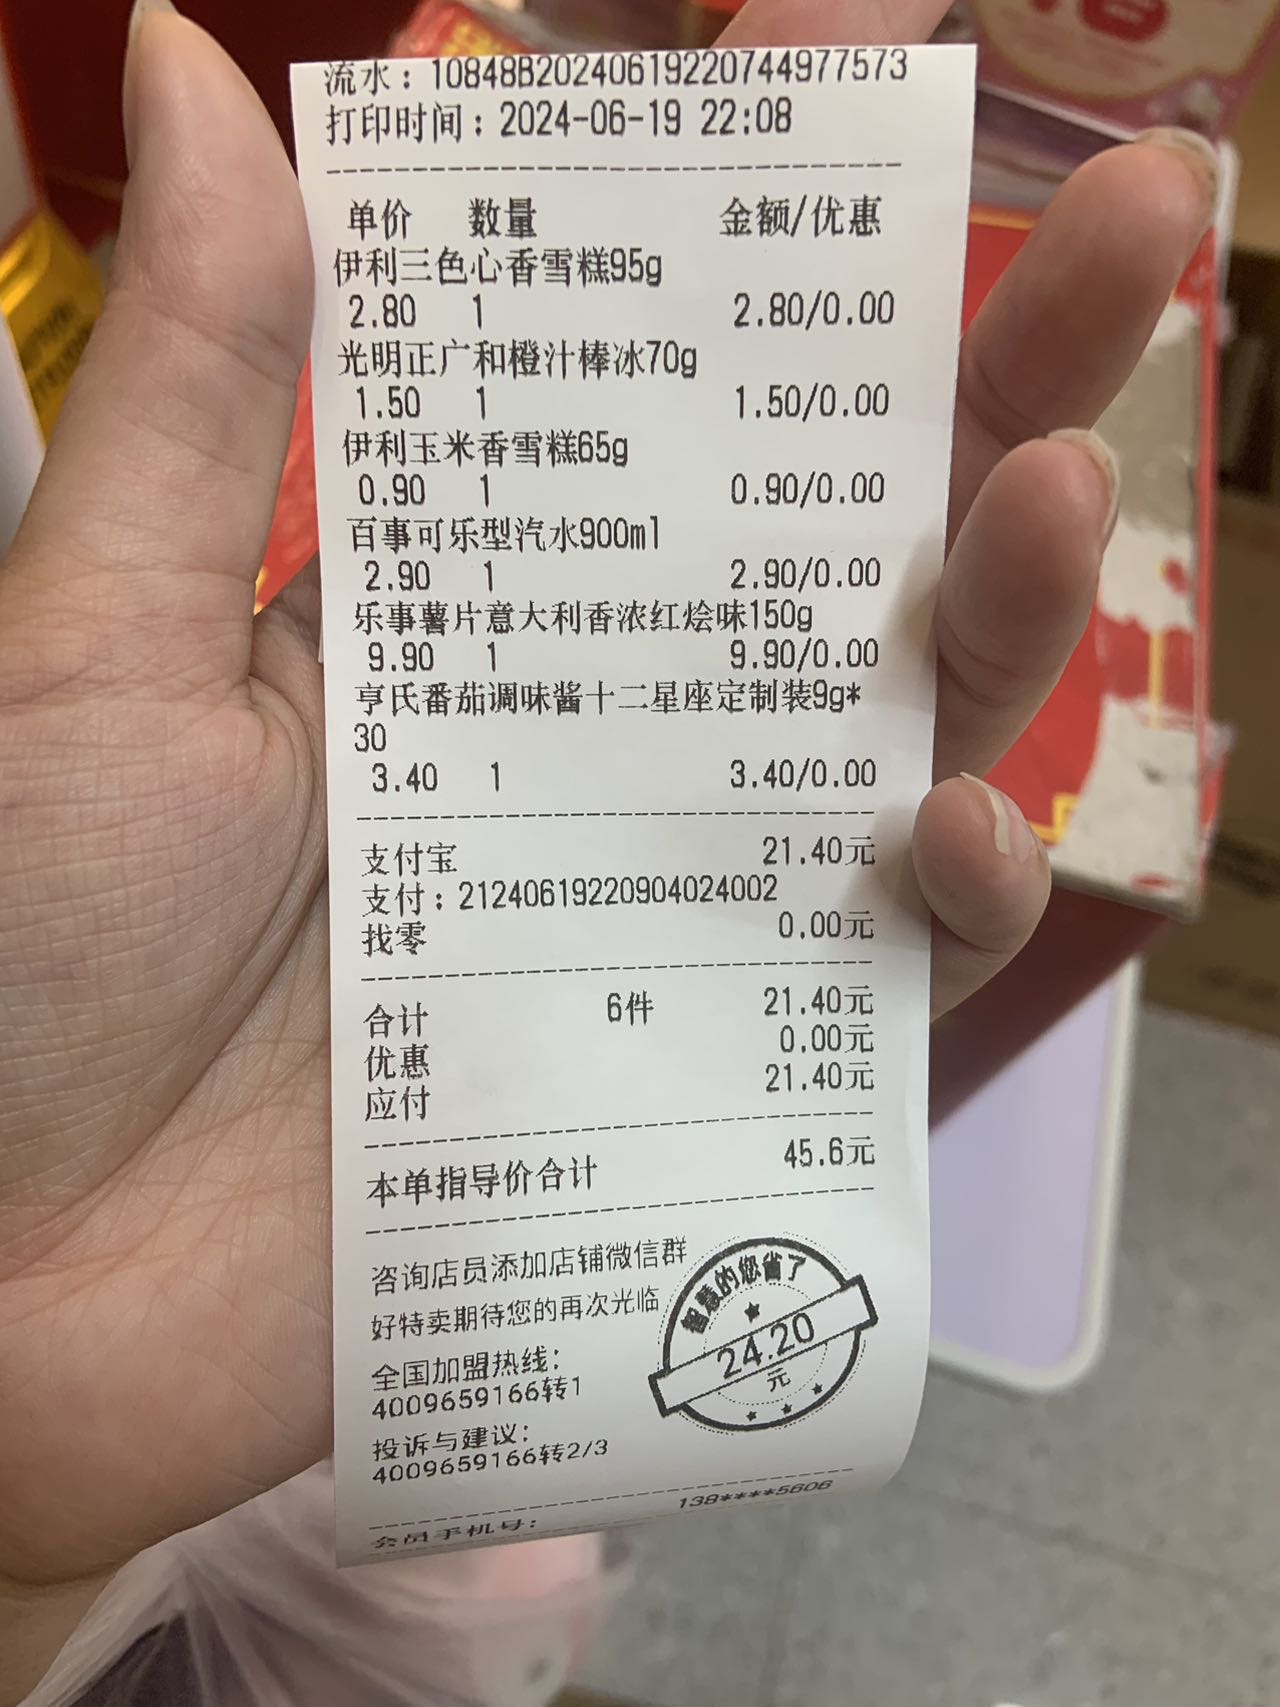 流水：10848B20240619220744977573
打印时间：2024-06-19 22:08
单价 数量 金额/优惠
伊利三色心香雪糕95g
2.80 1 2.80/0.00
光明正广和橙汁棒冰70g
1.50 1 1.50/0.00
伊利玉米香雪糕65g
0.90 1 0.90/0.00
百事可乐型汽水900ml
2.90 1 2.90/0.00
乐事薯片意大利香浓红烩味150g
9.90 1 9.90/0.00
亨氏番茄调味酱十二星座定制装9g*
30
3.40 1 3.40/0.00
支付宝 21.40元
支付：21240619220904024002
找零 0.00元
合计 6件 21.40元
优惠 0.00元
应付 21.40元
本单指导价合计 45.6元
咨询店员添加店铺微信群
好特卖期待您的再次光临
智慧的您省了
24.20
元
全国加盟热线：
4009659166转1
投诉与建议：
4009659166转2/3
会员手机号： 138****5606